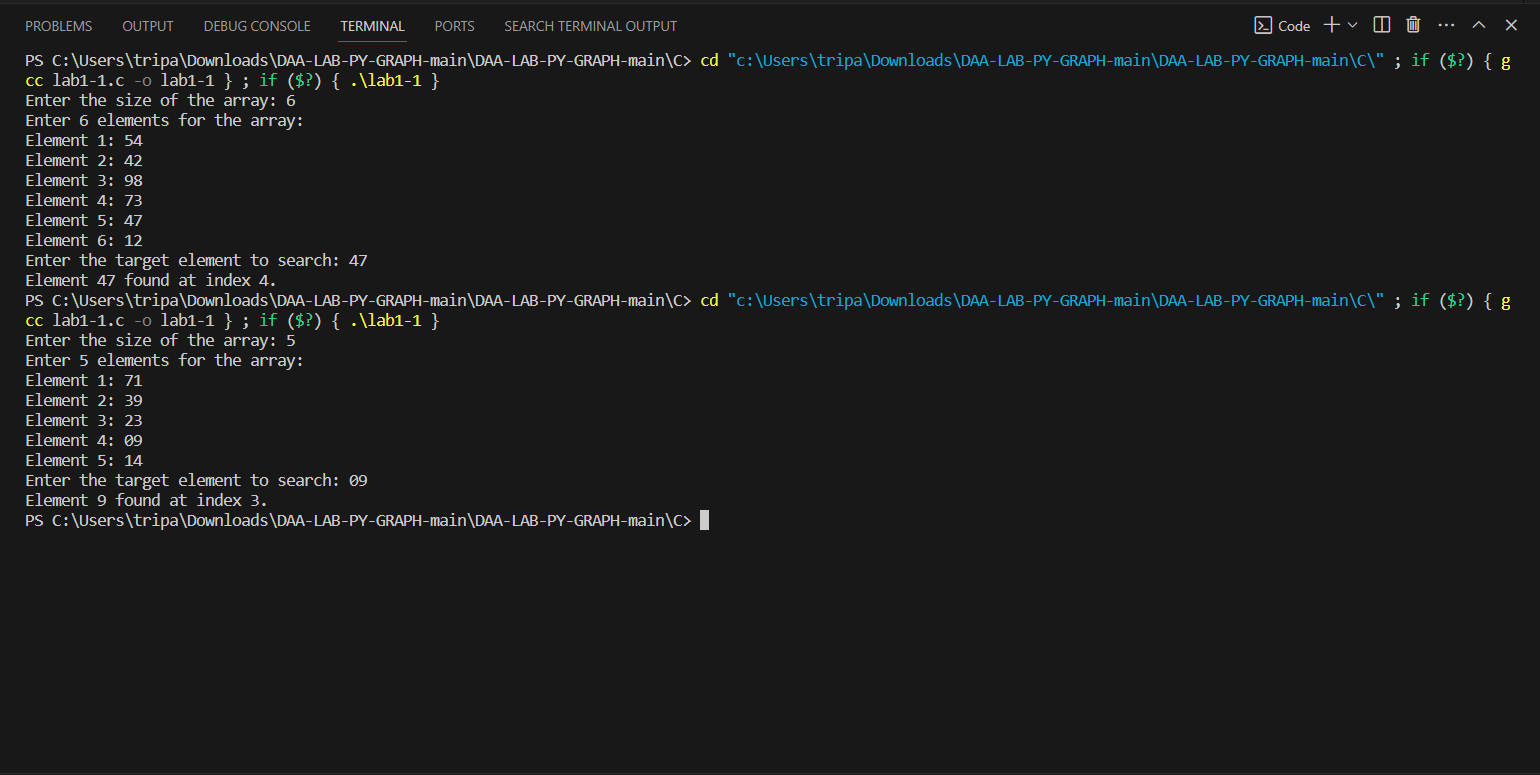 PROBLEMS OUTPUT DEBUG CONSOLE TERMINAL PORTS SEARCH TERMINAL OUTPUT Code
PS C:\Users\tripa\Downloads\DAA-LAB-PY-GRAPH-main\DAA-LAB-PY-GRAPH-main\C> cd "c:\Users\tripa\Downloads\DAA-LAB-PY-GRAPH-main\DAA-LAB-PY-GRAPH-main\C\" ; if ($?) { g
cc lab1-1.c -o lab1-1 } ; if ($?) { .\lab1-1 }
Enter the size of the array: 6
Enter 6 elements for the array:
Element 1: 54
Element 2: 42
Element 3: 98
Element 4: 73
Element 5: 47
Element 6: 12
Enter the target element to search: 47
Element 47 found at index 4.
PS C:\Users\tripa\Downloads\DAA-LAB-PY-GRAPH-main\DAA-LAB-PY-GRAPH-main\C> cd "c:\Users\tripa\Downloads\DAA-LAB-PY-GRAPH-main\DAA-LAB-PY-GRAPH-main\C\" ; if ($?) { g
cc lab1-1.c -o lab1-1 } ; if ($?) { .\lab1-1 }
Enter the size of the array: 5
Enter 5 elements for the array:
Element 1: 71
Element 2: 39
Element 3: 23
Element 4: 09
Element 5: 14
Enter the target element to search: 09
Element 9 found at index 3.
PS C:\Users\tripa\Downloads\DAA-LAB-PY-GRAPH-main\DAA-LAB-PY-GRAPH-main\C>